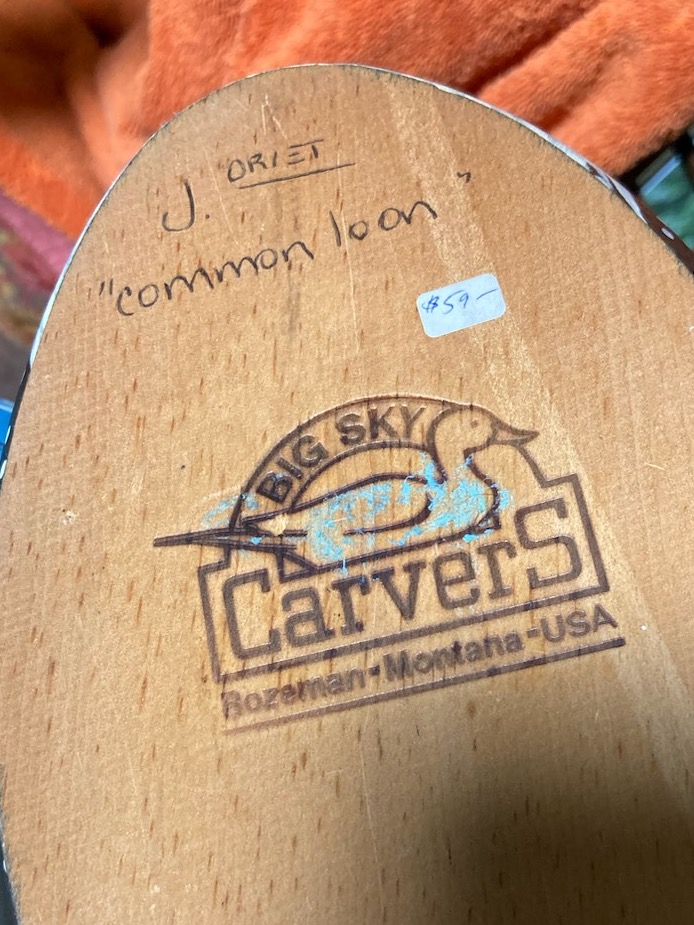 J. ORIET
"common loon"
$59-
BIG SKY
CarverS
Bozeman-Montana-USA